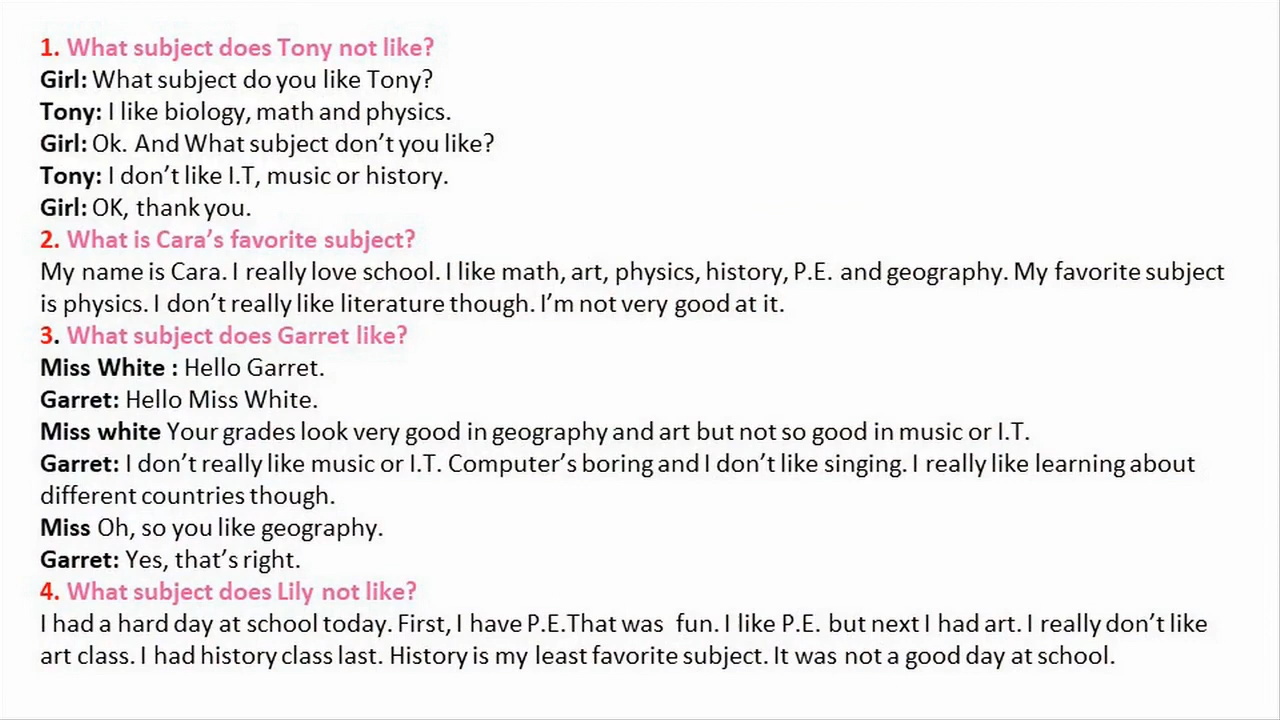 1. What subject does Tony not like?
Girl: What subject do you like Tony?
Tony: I like biology, math and physics.
Girl: Ok. And What subject don't you like?
Tony: I don't like I.T, music or history.
Girl: OK, thank you.
2. What is Cara's favorite subject?
My name is Cara. I really love school. I like math, art, physics, history, P.E. and geography. My favorite subject
is physics. I don't really like literature though. I'm not very good at it.
3. What subject does Garret like?
Miss White : Hello Garret.
Garret: Hello Miss White.
Miss white Your grades look very good in geography and art but not so good in music or I.T.
Garret: I don't really like music or I.T. Computer's boring and I don't like singing. I really like learning about
different countries though.
Miss Oh, so you like geography.
Garret: Yes, that's right.
4. What subject does Lily not like?
I had a hard day at school today. First, I have P.E.That was  fun. I like P.E. but next I had art. I really don't like
art class. I had history class last. History is my least favorite subject. It was not a good day at school.